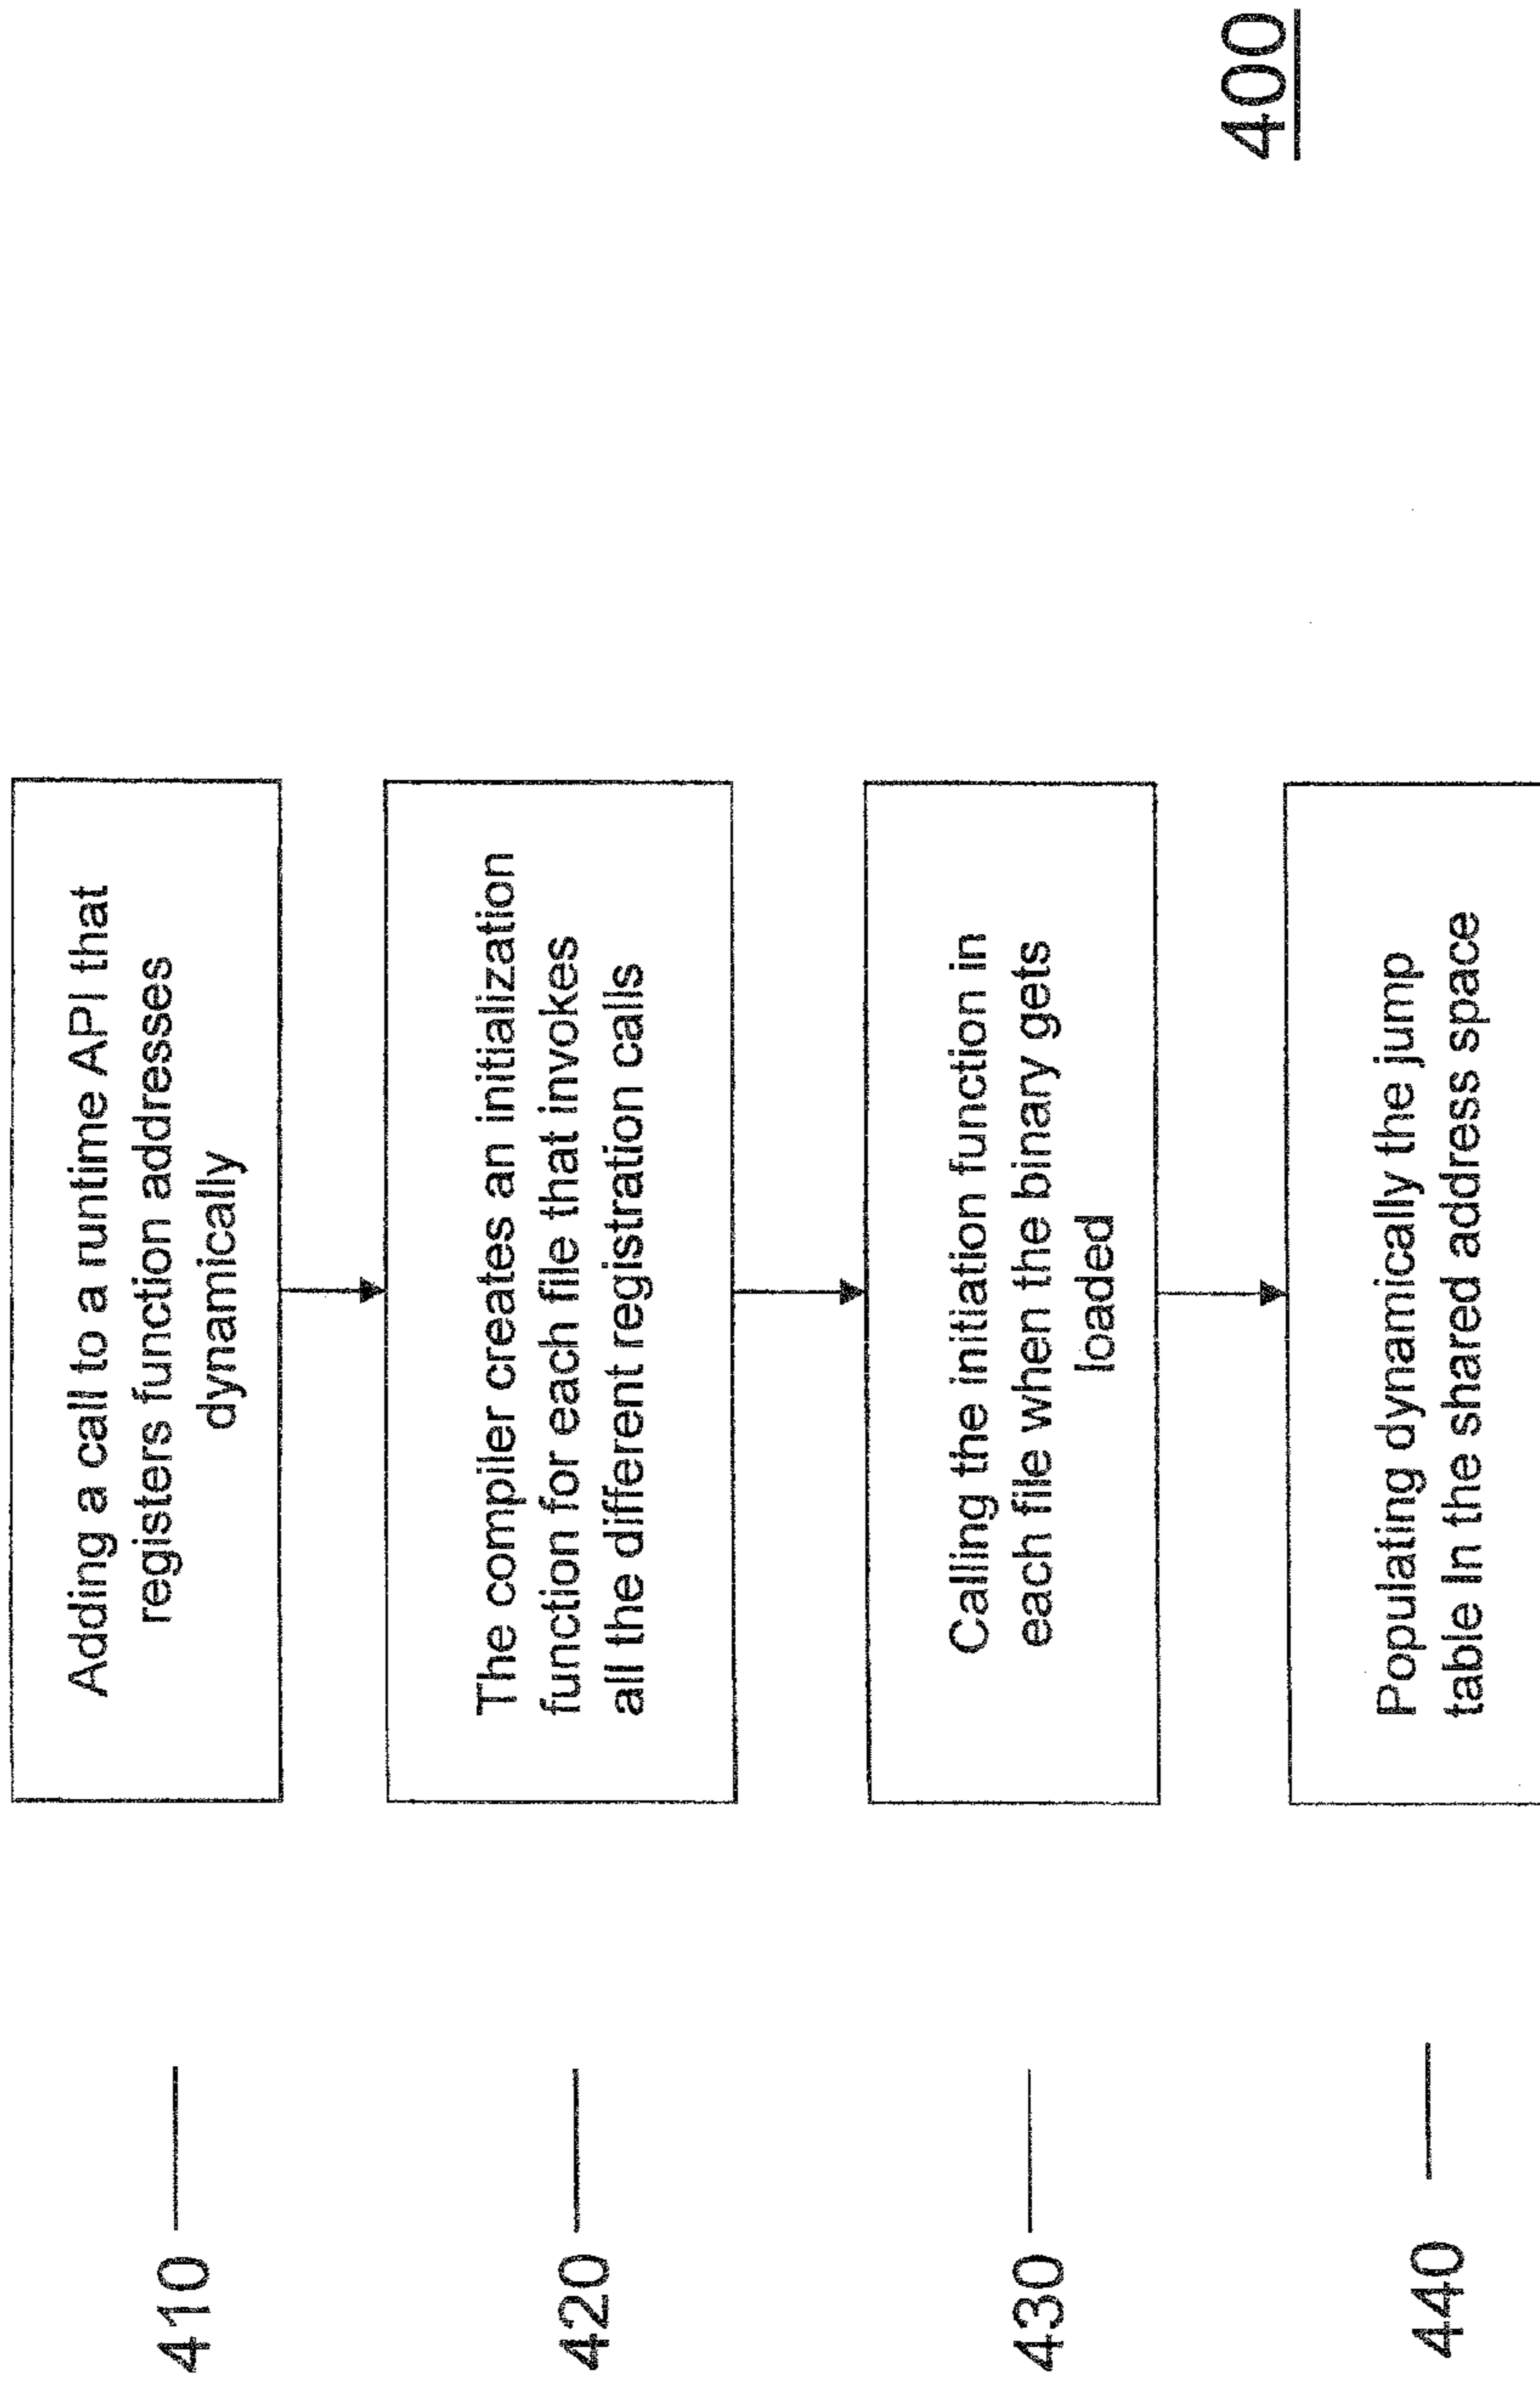 410
Adding a call to a runtime API that
registers function addresses
dynamically
420
The compiler creates an initialization
function for each file that invokes
all the different registration calls
430
Calling the initiation function in
each file when the binary gets
loaded
440
Populating dynamically the jump
table In the shared address space
400